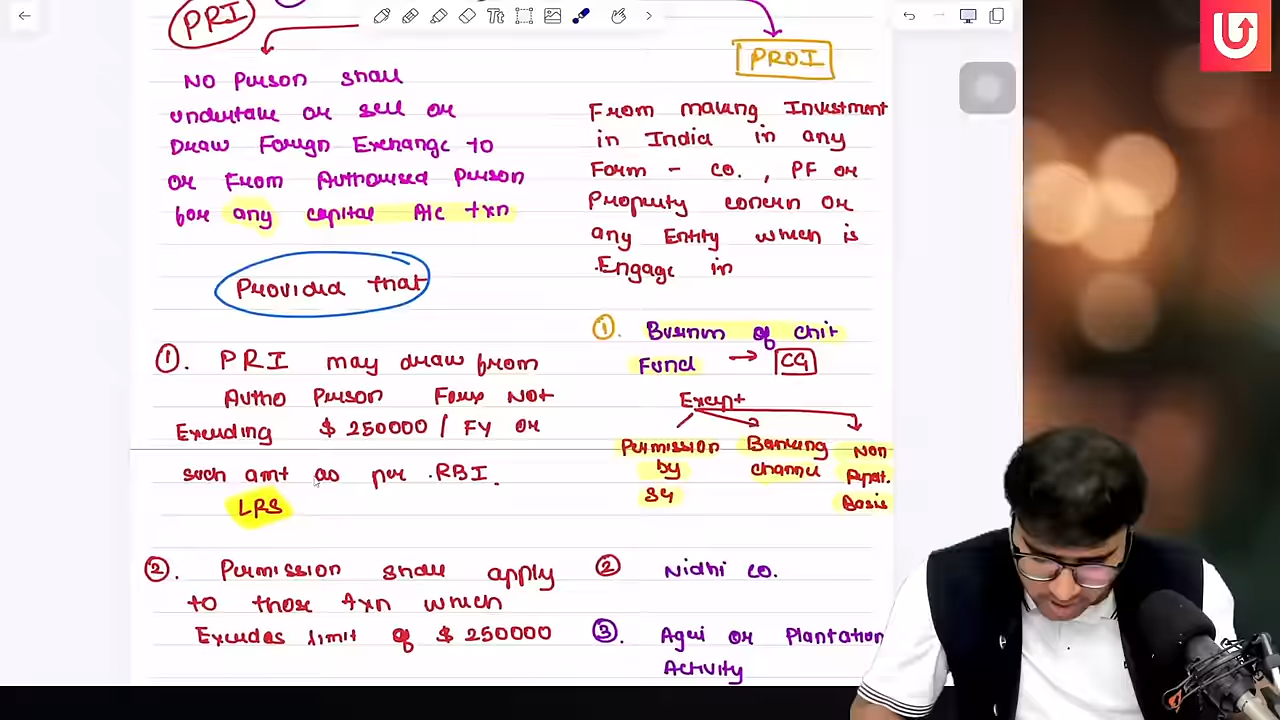 PRI
NO Person shall
undertake or sell or
Draw Foreign Exchange to
or From Authorised person
for any capital A/c txn
Provided that
①. PRI may draw from
Autho Person Forex Not
Exceeding $ 250000 / FY or
such amt as per RBI.
LRS
②. Permission shall apply
to those txn which
Exceeds limit of $ 250000
PROI
From making Investment
in India in any
Form - co. , PF or
Property concern or
any Entity which is
Engage in
①. Business of chit
Fund → CG
Except
Permission by SG
Banking channel
Non Repat. Basis
② Nidhi co.
③. Agri or Plantation
Activity
Tt